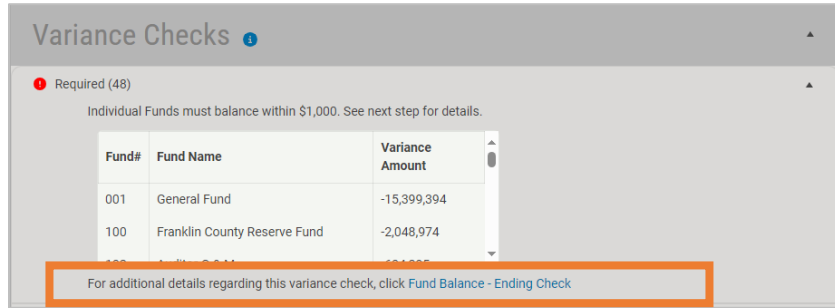 Variance Checks
Required (48)
Individual Funds must balance within $1,000. See next step for details.
Fund# Fund Name Variance Amount
001 General Fund -15,399,394
100 Franklin County Reserve Fund -2,048,974
For additional details regarding this variance check, click Fund Balance - Ending Check